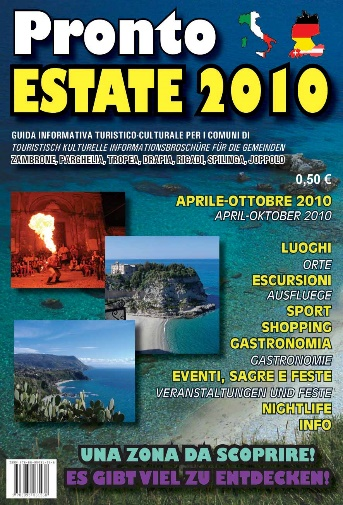 Pronto
ESTATE 2010
GUIDA INFORMATIVA TURISTICO-CULTURALE PER I COMUNI DI
TOURISTISCH KULTURELLE INFORMATIONSBROSCHÜRE FÜR DIE GEMEINDEN
ZAMBRONE, PARGHELIA, TROPEA, DRAPIA, RICADI, SPILINGA, JOPPOLO
0,50 €
APRILE-OTTOBRE 2010
APRIL-OKTOBER 2010
LUOGHI
ORTE
ESCURSIONI
AUSFLUEGE
SPORT
SHOPPING
GASTRONOMIA
GASTRONOMIE
EVENTI, SAGRE E FESTE
VERANSTALTUNGEN UND FESTE
NIGHTLIFE
INFO
UNA ZONA DA SCOPRIRE!
ES GIBT VIEL ZU ENTDECKEN!